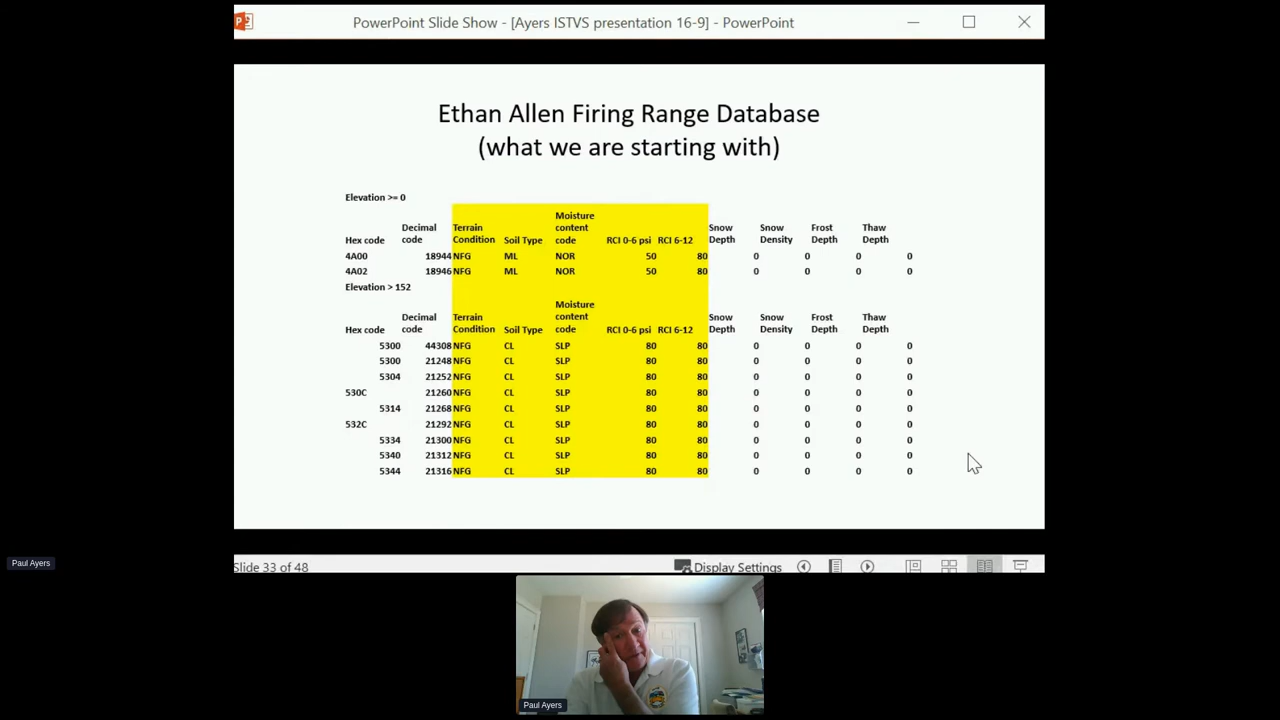 PowerPoint Slide Show - [Ayers ISTVS presentation 16-9] - PowerPoint
Ethan Allen Firing Range Database
(what we are starting with)
Elevation >= 0
Hex code Decimal code Terrain Condition Soil Type Moisture content code RCI 0-6 psi RCI 6-12 Snow Depth Snow Density Frost Depth Thaw Depth
4A00 18944 NFG ML NOR 50 80 0 0 0 0
4A02 18946 NFG ML NOR 50 80 0 0 0 0
Elevation > 152
Hex code Decimal code Terrain Condition Soil Type Moisture content code RCI 0-6 psi RCI 6-12 Snow Depth Snow Density Frost Depth Thaw Depth
5300 44308 NFG CL SLP 80 80 0 0 0 0
5300 21248 NFG CL SLP 80 80 0 0 0 0
5304 21252 NFG CL SLP 80 80 0 0 0 0
530C 21260 NFG CL SLP 80 80 0 0 0 0
5314 21268 NFG CL SLP 80 80 0 0 0 0
532C 21292 NFG CL SLP 80 80 0 0 0 0
5334 21300 NFG CL SLP 80 80 0 0 0 0
5340 21312 NFG CL SLP 80 80 0 0 0 0
5344 21316 NFG CL SLP 80 80 0 0 0 0
Paul Ayers
Slide 33 of 48 Display Settings
Paul Ayers